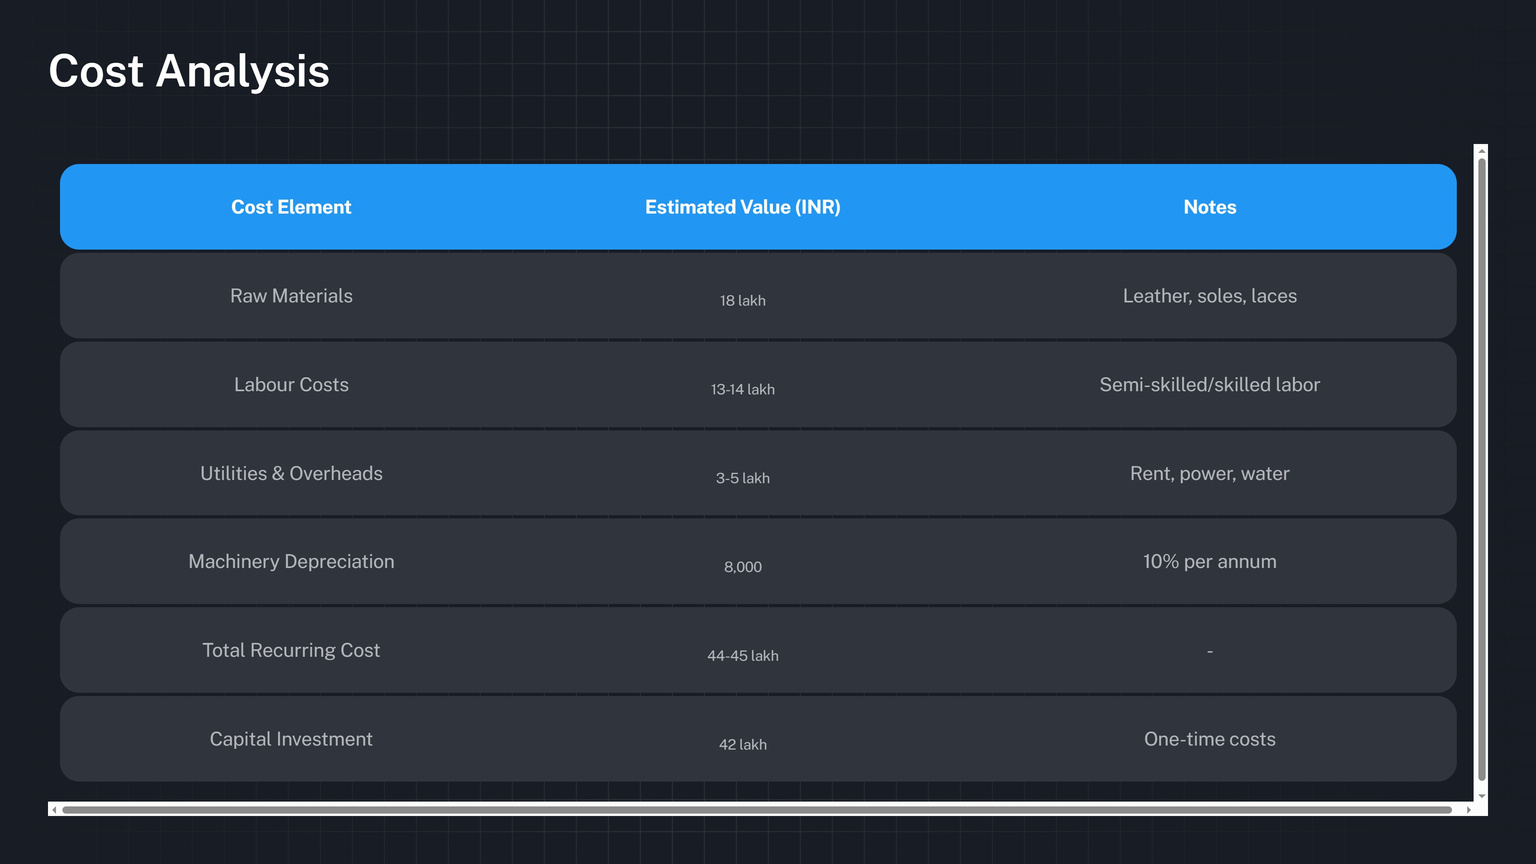 Cost Analysis
Cost Element Estimated Value (INR) Notes
Raw Materials 18 lakh Leather, soles, laces
Labour Costs 13-14 lakh Semi-skilled/skilled labor
Utilities & Overheads 3-5 lakh Rent, power, water
Machinery Depreciation 8,000 10% per annum
Total Recurring Cost 44-45 lakh -
Capital Investment 42 lakh One-time costs